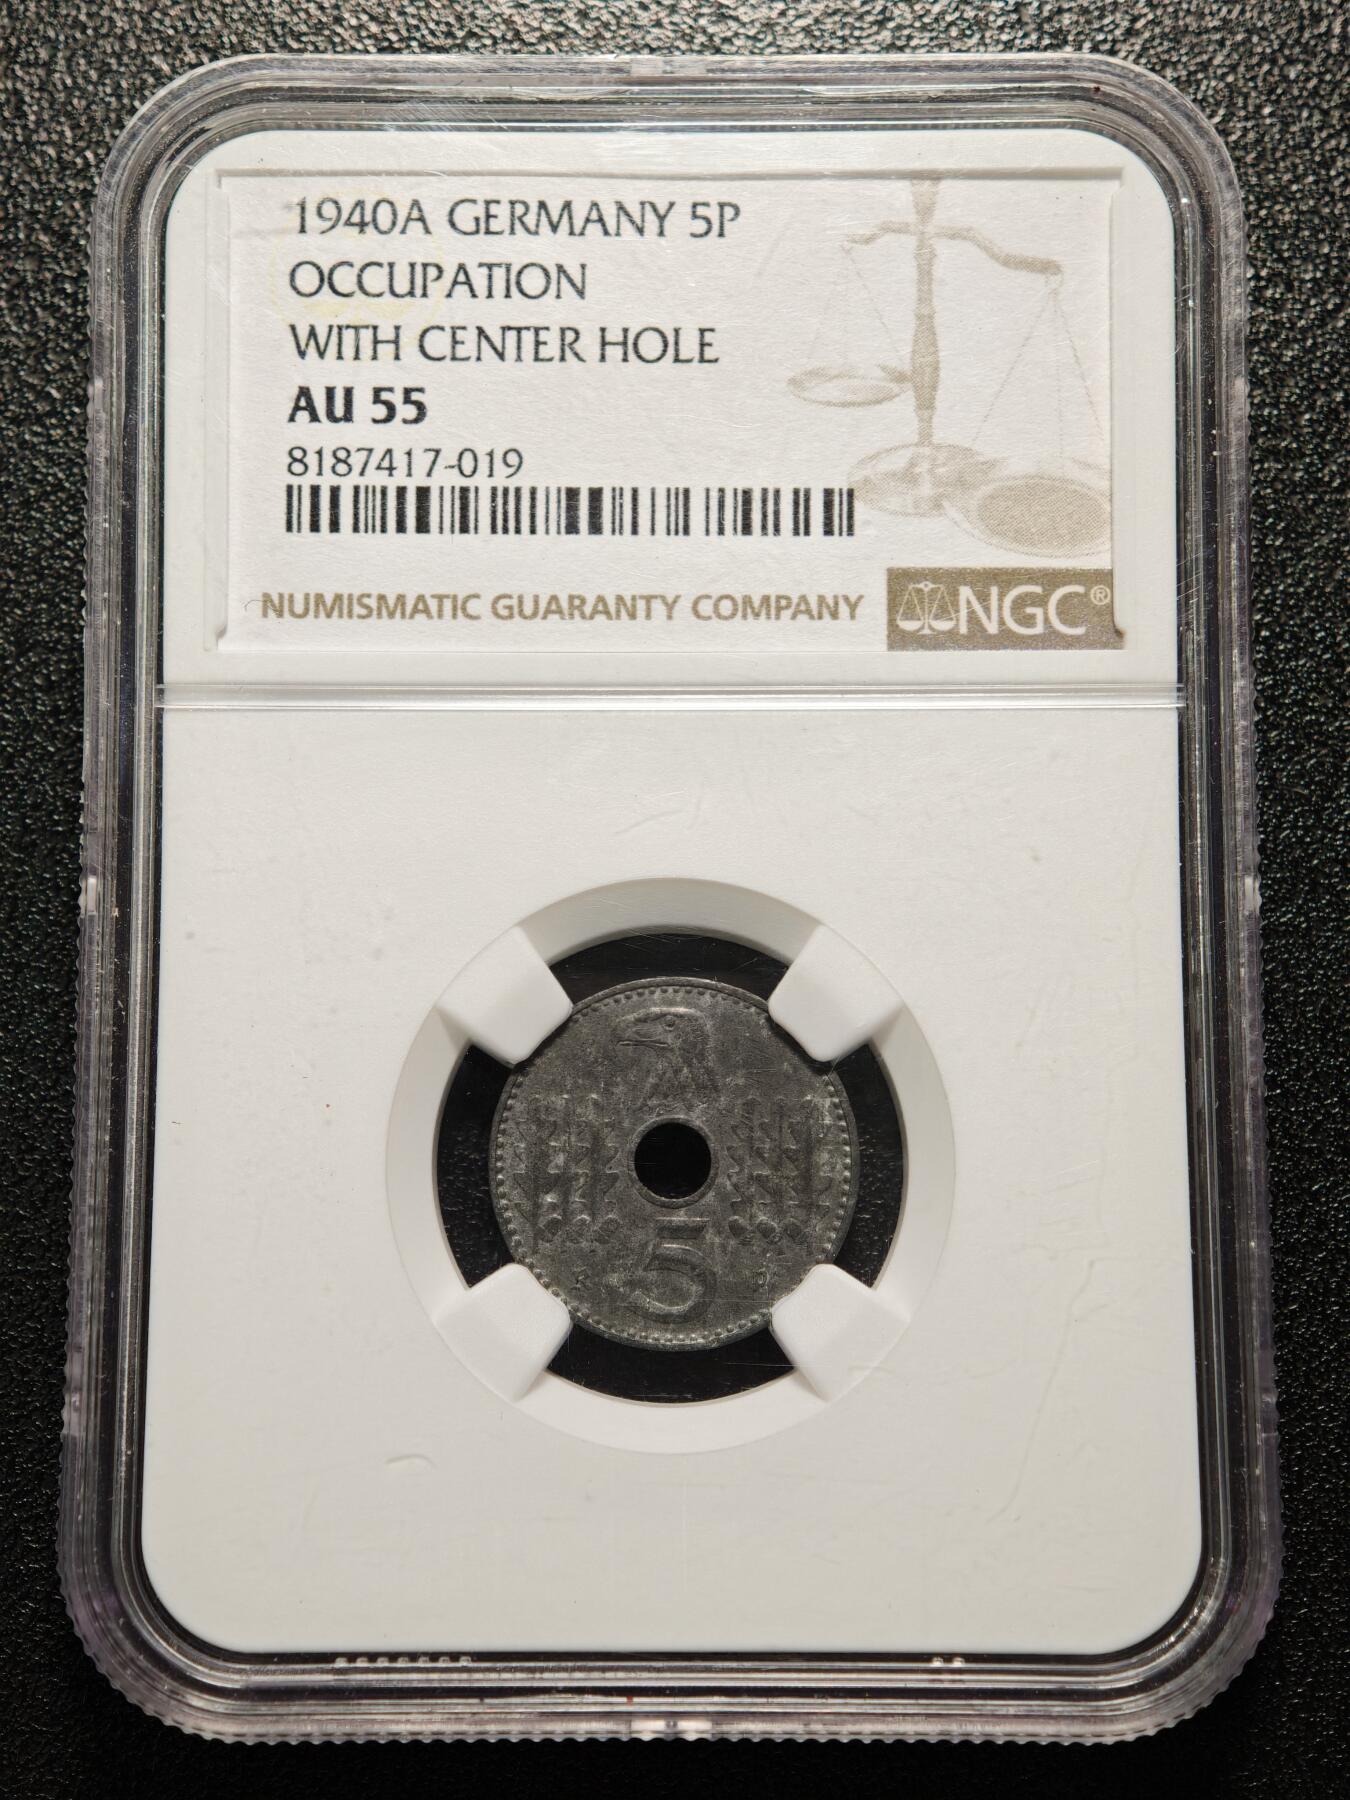 1940A GERMANY 5P
OCCUPATION
WITH CENTER HOLE
AU 55
8187417-019
NUMISMATIC GUARANTY COMPANY
NGC®
5